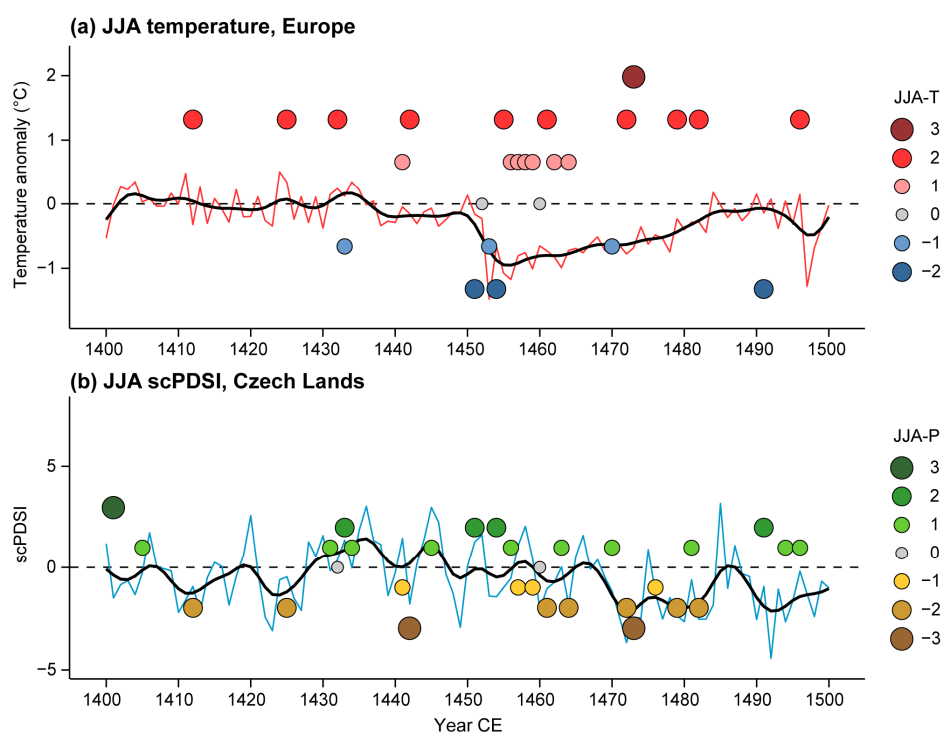 (a) JJA temperature, Europe
Temperature anomaly (°C)
2
1
0
−1
1400 1410 1420 1430 1440 1450 1460 1470 1480 1490 1500
JJA-T
3
2
1
0
−1
−2
(b) JJA scPDSI, Czech Lands
scPDSI
5
0
−5
1400 1410 1420 1430 1440 1450 1460 1470 1480 1490 1500
Year CE
JJA-P
3
2
1
0
−1
−2
−3